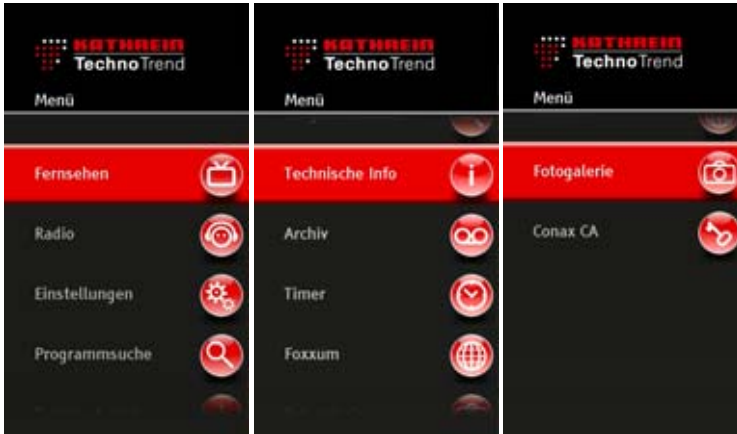 KATHREIN
TechnoTrend
Menü
Fernsehen
Radio
Einstellungen
Programmsuche
KATHREIN
TechnoTrend
Menü
Technische Info
Archiv
Timer
Foxxum
KATHREIN
TechnoTrend
Menü
Fotogalerie
Conax CA